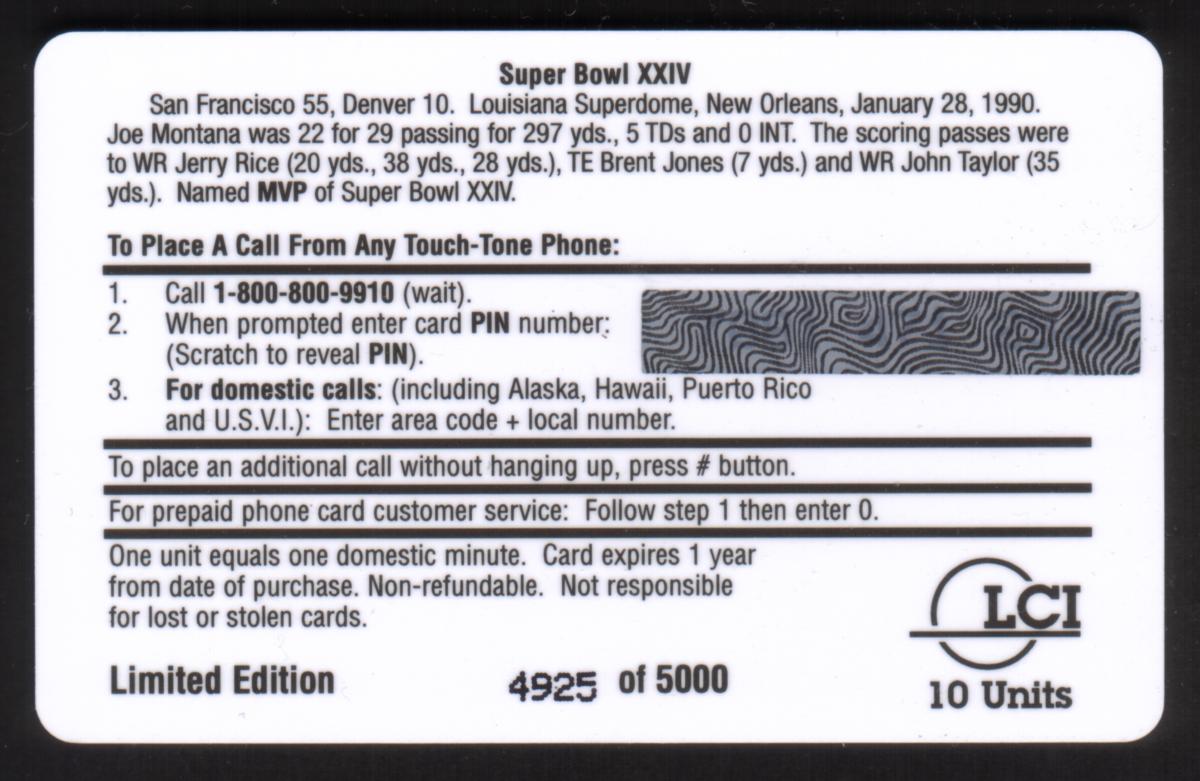 Super Bowl XXIV
San Francisco 55, Denver 10. Louisiana Superdome, New Orleans, January 28, 1990.
Joe Montana was 22 for 29 passing for 297 yds., 5 TDs and 0 INT. The scoring passes were
to WR Jerry Rice (20 yds., 38 yds., 28 yds.), TE Brent Jones (7 yds.) and WR John Taylor (35
yds.). Named MVP of Super Bowl XXIV.
To Place A Call From Any Touch-Tone Phone:
1. Call 1-800-800-9910 (wait).
2. When prompted enter card PIN number:
(Scratch to reveal PIN).
3. For domestic calls: (including Alaska, Hawaii, Puerto Rico
and U.S.V.I.): Enter area code + local number.
To place an additional call without hanging up, press # button.
For prepaid phone card customer service: Follow step 1 then enter 0.
One unit equals one domestic minute. Card expires 1 year
from date of purchase. Non-refundable. Not responsible
for lost or stolen cards.
LCI
Limited Edition 4925 of 5000
10 Units